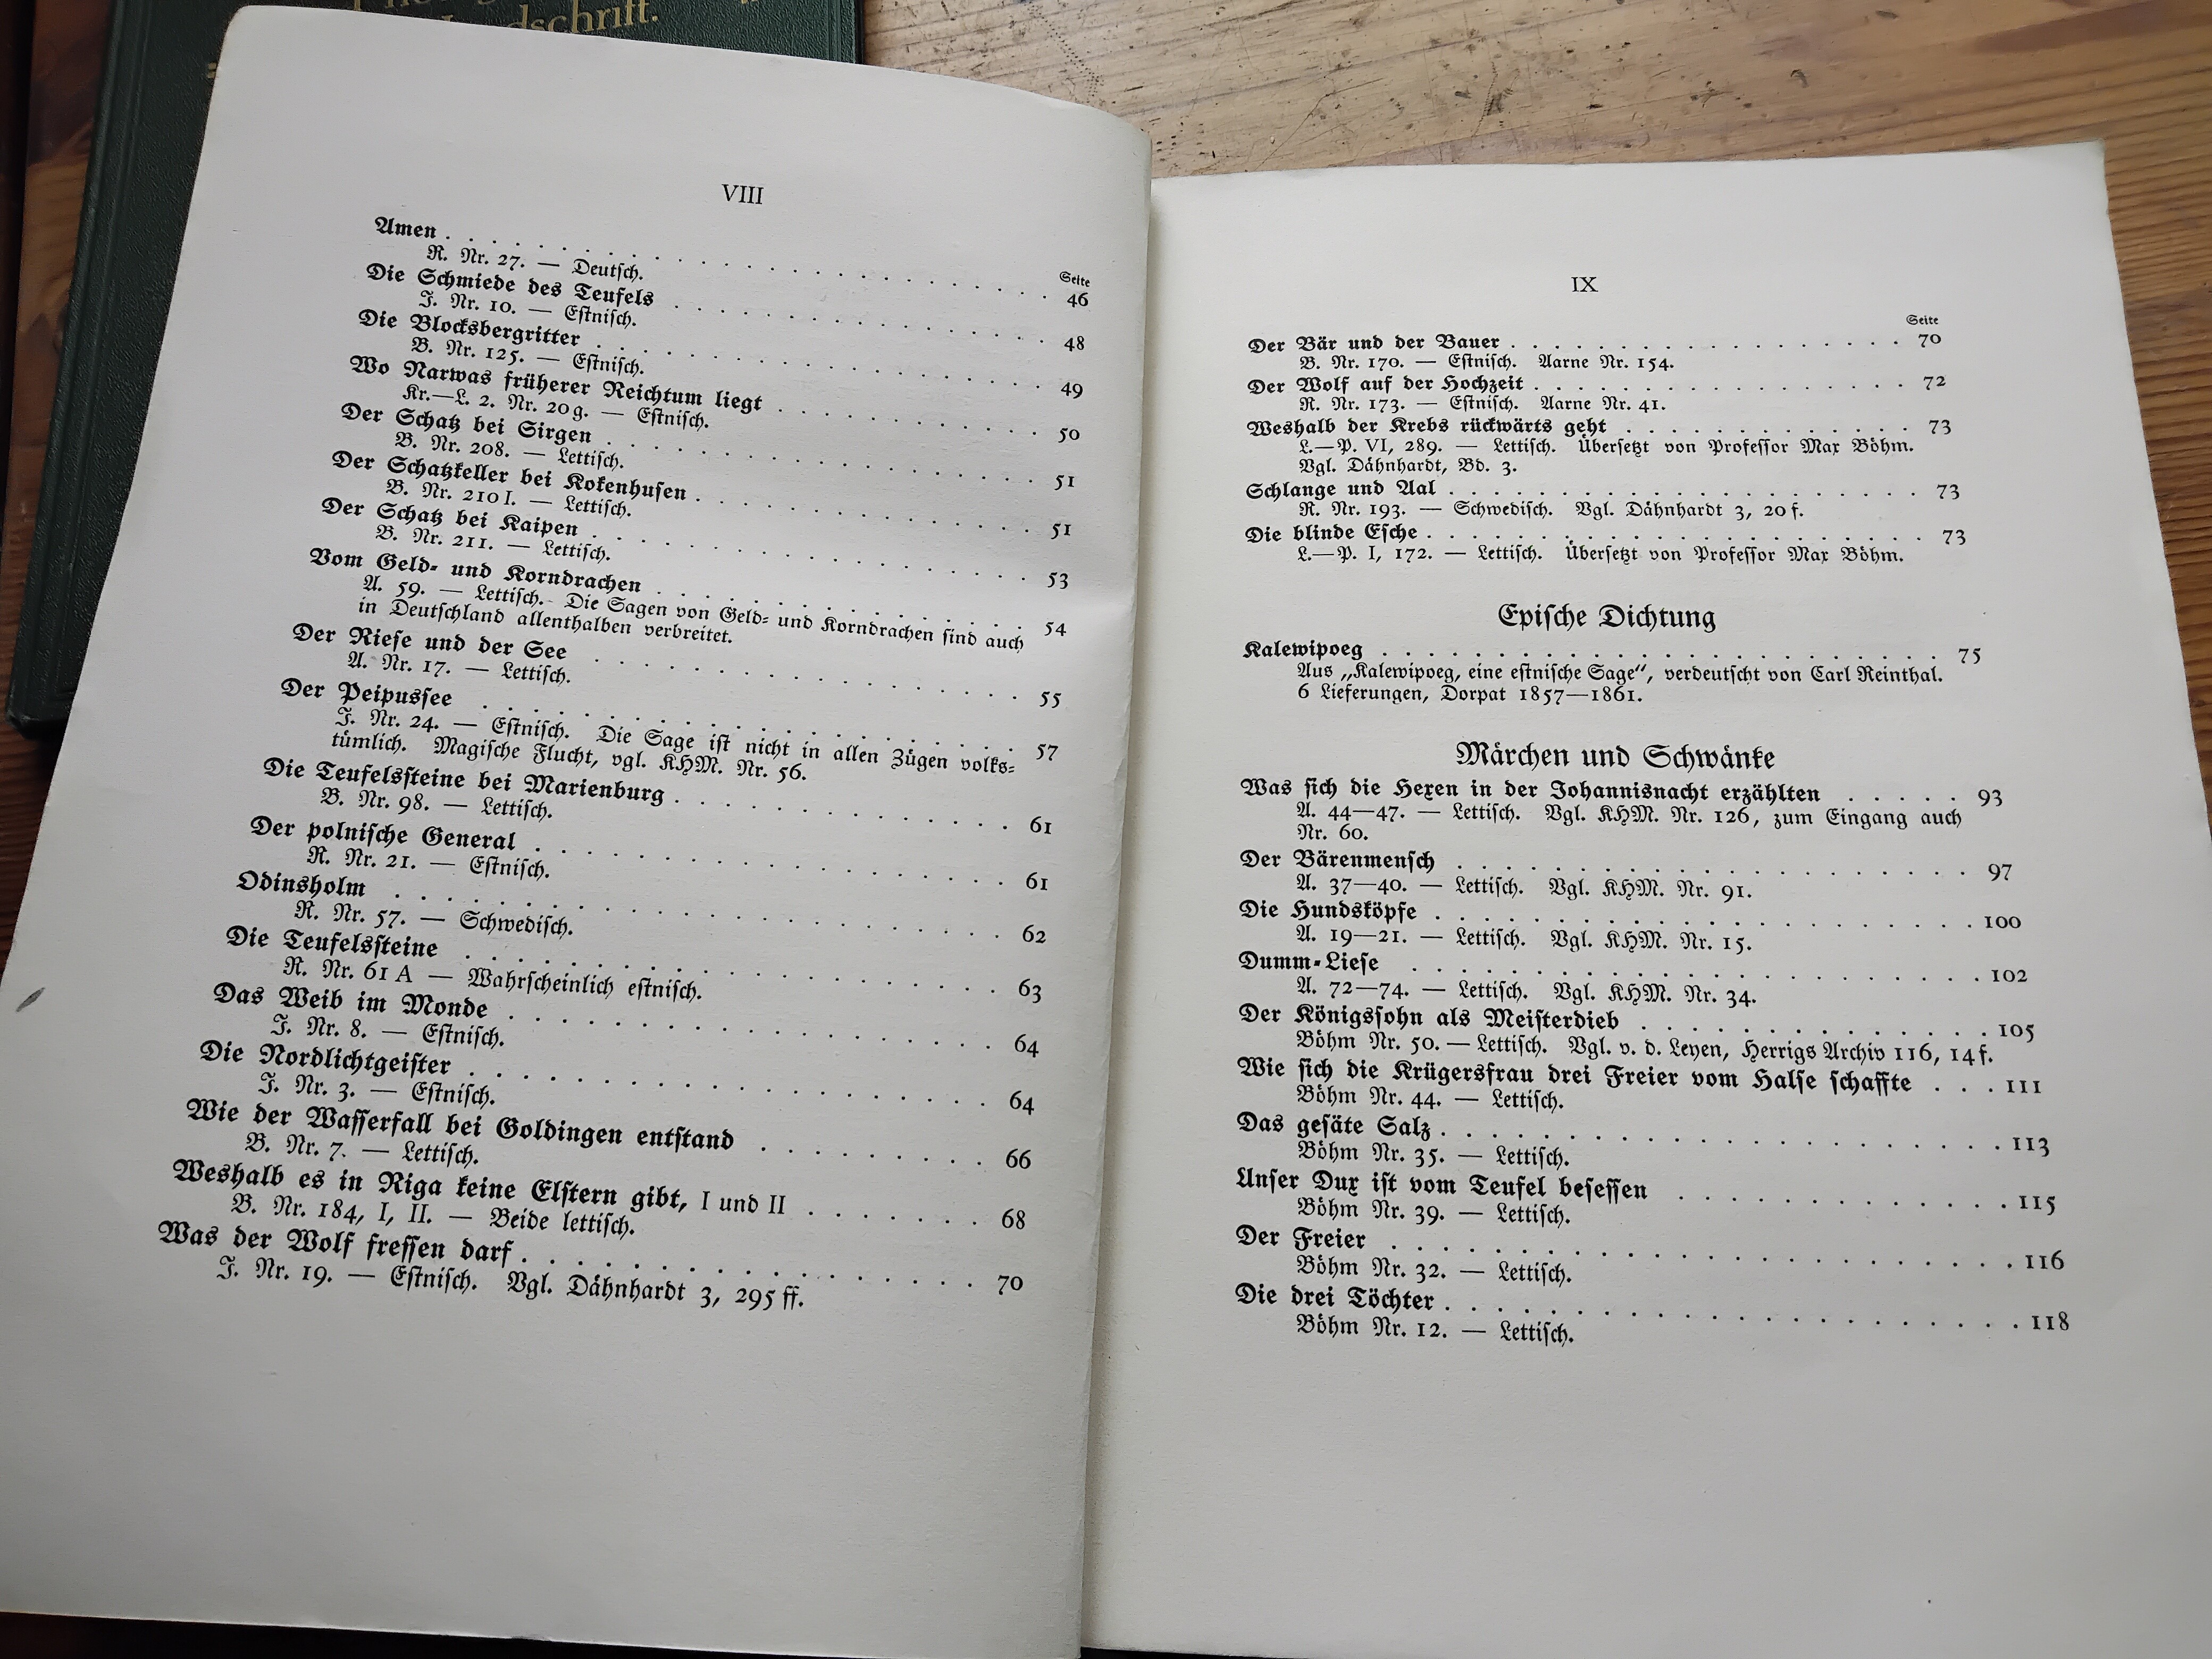 Handschrift.
VIII
Seite
Amen . . . . . . . . . . . . . . . . . . . . 46
R. Nr. 27. — Deutsch.
Die Schmiede des Teufels . . . . . . . . . . . . . . . . 48
J. Nr. 10. — Estnisch.
Die Blocksbergritter . . . . . . . . . . . . . . . . . . 49
B. Nr. 125. — Estnisch.
Wo Narwas früherer Reichtum liegt . . . . . . . . . . . . 50
Kr.—L. 2. Nr. 20g. — Estnisch.
Der Schatz bei Sirgen . . . . . . . . . . . . . . . . . . 51
B. Nr. 208. — Lettisch.
Der Schatzkeller bei Kokenhusen . . . . . . . . . . . . . . 51
B. Nr. 210 I. — Lettisch.
Der Schatz bei Kaipen . . . . . . . . . . . . . . . . . . 53
B. Nr. 211. — Lettisch.
Vom Geld- und Korndrachen . . . . . . . . . . . . . . . . 54
A. 59. — Lettisch. Die Sagen von Geld- und Korndrachen sind auch
in Deutschland allenthalben verbreitet.
Der Riese und der See . . . . . . . . . . . . . . . . . . 55
A. Nr. 17. — Lettisch.
Der Peipussee . . . . . . . . . . . . . . . . . . . . 57
J. Nr. 24. — Estnisch. Die Sage ist nicht in allen Zügen volks-
tümlich. Magische Flucht, vgl. KHM. Nr. 56.
Die Teufelssteine bei Marienburg . . . . . . . . . . . . . 61
B. Nr. 98. — Lettisch.
Der polnische General . . . . . . . . . . . . . . . . . . 61
R. Nr. 21. — Estnisch.
Odinsholm . . . . . . . . . . . . . . . . . . . . . . 62
R. Nr. 57. — Schwedisch.
Die Teufelssteine . . . . . . . . . . . . . . . . . . . . 63
R. Nr. 61 A — Wahrscheinlich estnisch.
Das Weib im Monde . . . . . . . . . . . . . . . . . . 64
J. Nr. 8. — Estnisch.
Die Nordlichtgeister . . . . . . . . . . . . . . . . . . 64
J. Nr. 3. — Estnisch.
Wie der Wasserfall bei Goldingen entstand . . . . . . . . . 66
B. Nr. 7. — Lettisch.
Weshalb es in Riga keine Elstern gibt, I und II . . . . . . . 68
B. Nr. 184, I, II. — Beide lettisch.
Was der Wolf fressen darf . . . . . . . . . . . . . . . . 70
J. Nr. 19. — Estnisch. Vgl. Dähnhardt 3, 295 ff.
IX
Seite
Der Bär und der Bauer . . . . . . . . . . . . . . . . . 70
B. Nr. 170. — Estnisch. Aarne Nr. 154.
Der Wolf auf der Hochzeit . . . . . . . . . . . . . . . . 72
R. Nr. 173. — Estnisch. Aarne Nr. 41.
Weshalb der Krebs rückwärts geht . . . . . . . . . . . . . 73
L.—P. VI, 289. — Lettisch. Übersetzt von Professor Max Böhm.
Vgl. Dähnhardt, Bd. 3.
Schlange und Aal . . . . . . . . . . . . . . . . . . . 73
R. Nr. 193. — Schwedisch. Vgl. Dähnhardt 3, 20 f.
Die blinde Esche . . . . . . . . . . . . . . . . . . . . 73
L.—P. I, 172. — Lettisch. Übersetzt von Professor Max Böhm.
Epische Dichtung
Kalewipoeg . . . . . . . . . . . . . . . . . . . . . 75
Aus „Kalewipoeg, eine estnische Sage“, verdeutscht von Carl Reinthal.
6 Lieferungen, Dorpat 1857—1861.
Märchen und Schwänke
Was sich die Hexen in der Johannisnacht erzählten . . . . . 93
A. 44—47. — Lettisch. Vgl. KHM. Nr. 126, zum Eingang auch
Nr. 60.
Der Bärenmensch . . . . . . . . . . . . . . . . . . . 97
A. 37—40. — Lettisch. Vgl. KHM. Nr. 91.
Die Hundsköpfe . . . . . . . . . . . . . . . . . . . . 100
A. 19—21. — Lettisch. Vgl. KHM. Nr. 15.
Dumm-Liese . . . . . . . . . . . . . . . . . . . . 102
A. 72—74. — Lettisch. Vgl. KHM. Nr. 34.
Der Königssohn als Meisterdieb . . . . . . . . . . . . . 105
Böhm Nr. 50. — Lettisch. Vgl. v. d. Leyen, Herrigs Archiv 116, 14 f.
Wie sich die Krügersfrau drei Freier vom Halse schaffte . . . 111
Böhm Nr. 44. — Lettisch.
Das gesäte Salz . . . . . . . . . . . . . . . . . . . . 113
Böhm Nr. 35. — Lettisch.
Unser Dux ist vom Teufel besessen . . . . . . . . . . . . 115
Böhm Nr. 39. — Lettisch.
Der Freier . . . . . . . . . . . . . . . . . . . . . . 116
Böhm Nr. 32. — Lettisch.
Die drei Töchter . . . . . . . . . . . . . . . . . . . . 118
Böhm Nr. 12. — Lettisch.